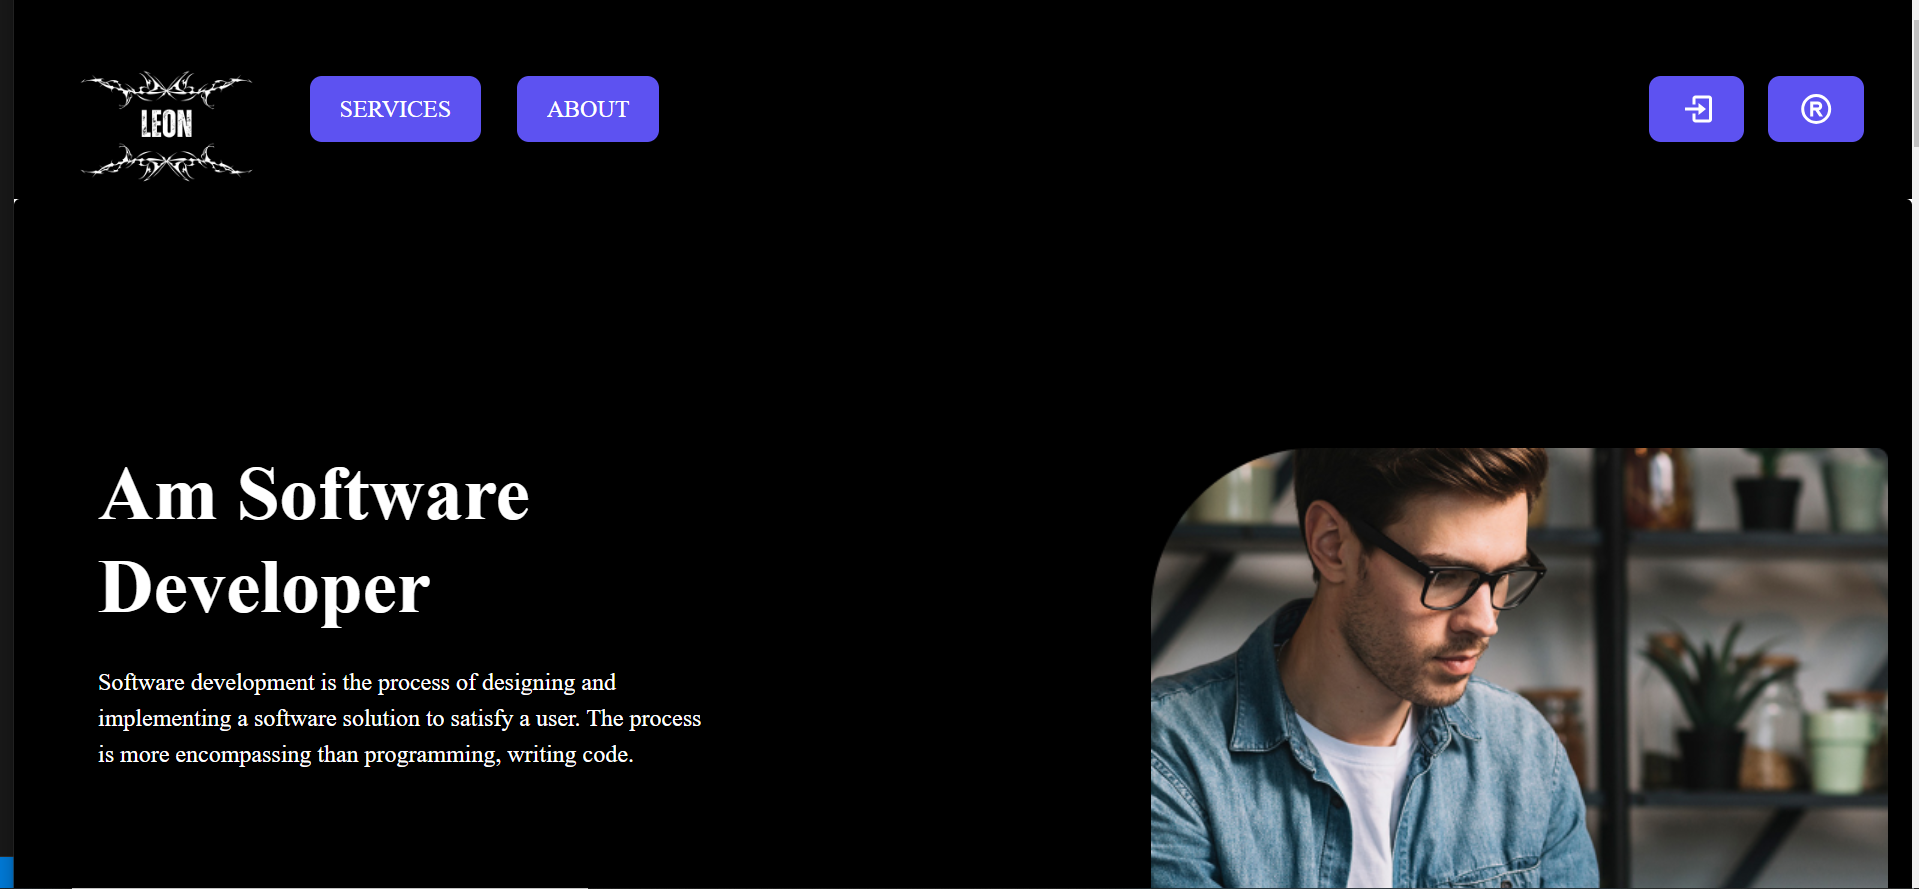 LEON
SERVICES
ABOUT
®
Am Software
Developer
Software development is the process of designing and
implementing a software solution to satisfy a user. The process
is more encompassing than programming, writing code.